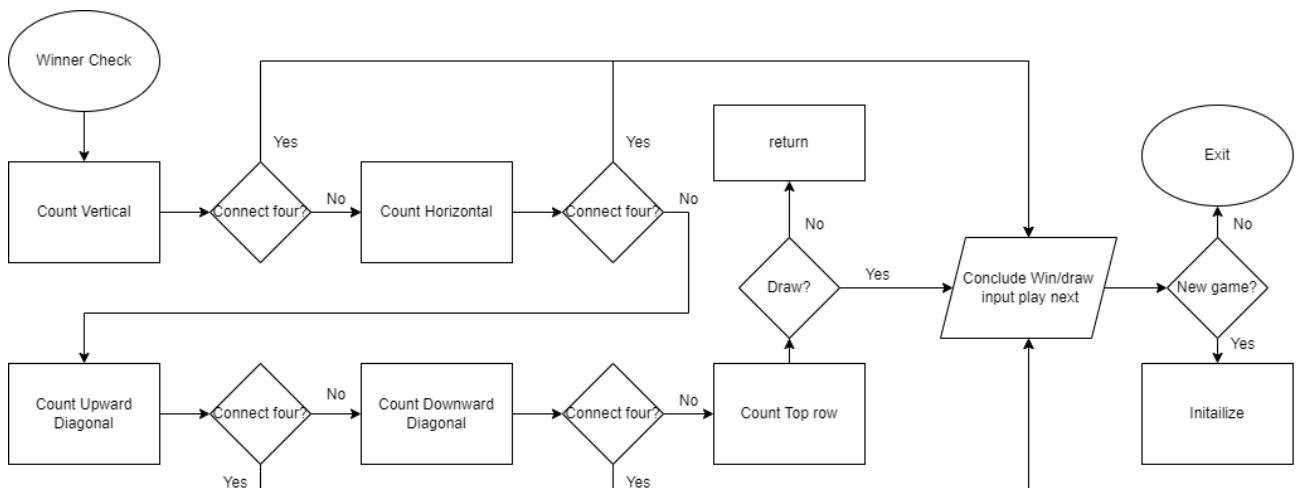 Winner Check
Yes
Yes
return
Exit
Count Vertical
Connect four?
No
Count Horizontal
Connect four?
No
No
No
Draw?
Yes
Conclude Win/draw
input play next
New game?
Yes
Count Upward
Diagonal
Connect four?
No
Count Downward
Diagonal
Connect four?
No
Count Top row
Initailize
Yes
Yes